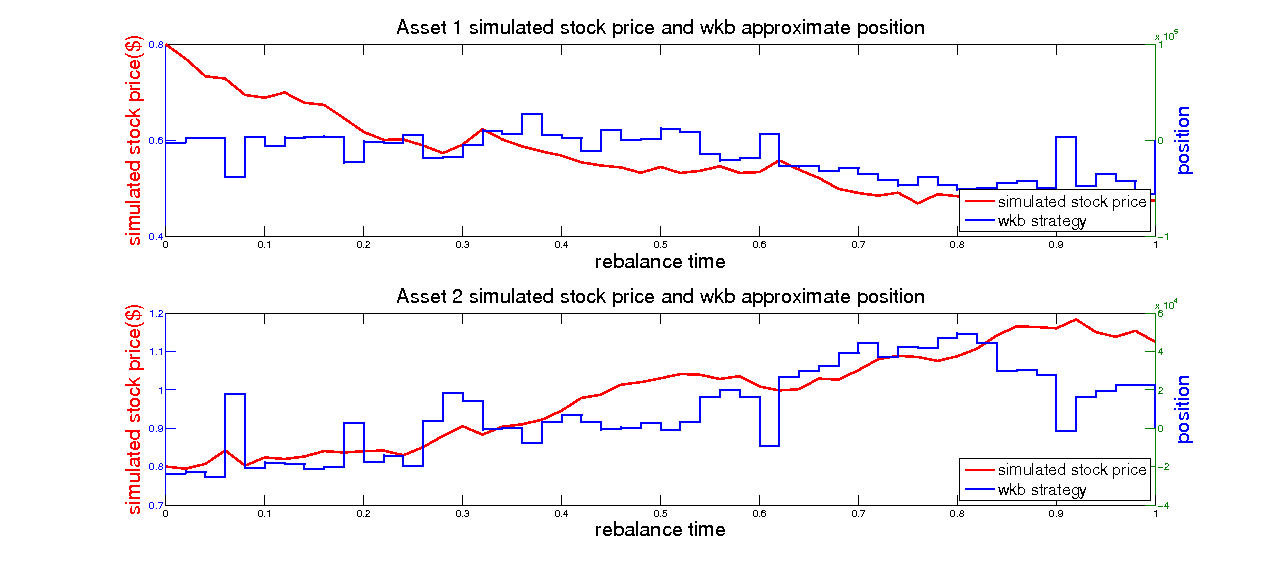 Asset 1 simulated stock price and wkb approximate position
x 10^5
simulated stock price($)
0.8
0.6
0.4
1
0
-1
position
simulated stock price
wkb strategy
0 0.1 0.2 0.3 0.4 0.5 0.6 0.7 0.8 0.9 1
rebalance time
Asset 2 simulated stock price and wkb approximate position
x 10^4
simulated stock price($)
1.2
1.1
1
0.9
0.8
0.7
6
4
2
0
-2
-4
position
simulated stock price
wkb strategy
0 0.1 0.2 0.3 0.4 0.5 0.6 0.7 0.8 0.9 1
rebalance time